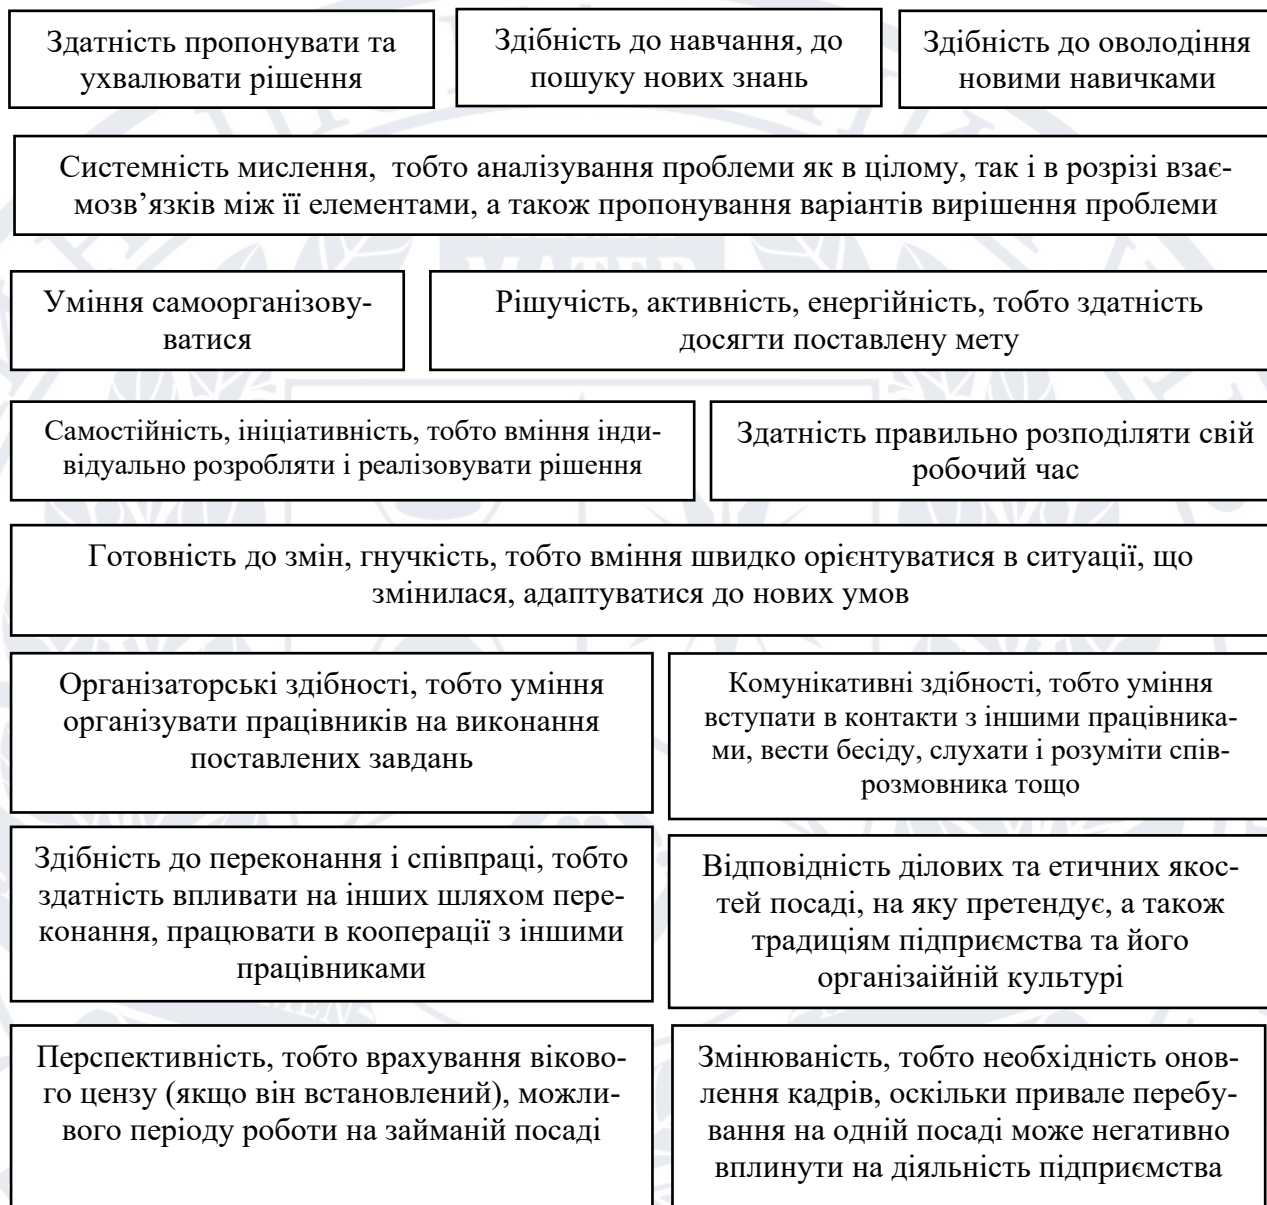 Здатність пропонувати та
ухвалювати рішення
Здібність до навчання, до
пошуку нових знань
Здібність до оволодіння
новими навичками
Системність мислення, тобто аналізування проблеми як в цілому, так і в розрізі взає-
мозв’язків між її елементами, а також пропонування варіантів вирішення проблеми
Уміння самоорганізову-
ватися
Рішучість, активність, енергійність, тобто здатність
досягти поставлену мету
Самостійність, ініціативність, тобто вміння інди-
відуально розробляти і реалізовувати рішення
Здатність правильно розподіляти свій
робочий час
Готовність до змін, гнучкість, тобто вміння швидко орієнтуватися в ситуації, що
змінилася, адаптуватися до нових умов
Організаторські здібності, тобто уміння
організувати працівників на виконання
поставлених завдань
Комунікативні здібності, тобто уміння
вступати в контакти з іншими працівника-
ми, вести бесіду, слухати і розуміти спів-
розмовника тощо
Здібність до переконання і співпраці, тобто
здатність впливати на інших шляхом пере-
конання, працювати в кооперації з іншими
працівниками
Відповідність ділових та етичних якос-
тей посаді, на яку претендує, а також
традиціям підприємства та його
організаійній культурі
Перспективність, тобто врахування віково-
го цензу (якщо він встановлений), можли-
вого періоду роботи на займаній посаді
Змінюваність, тобто необхідність онов-
лення кадрів, оскільки привале перебу-
вання на одній посаді може негативно
вплинути на діяльність підприємства